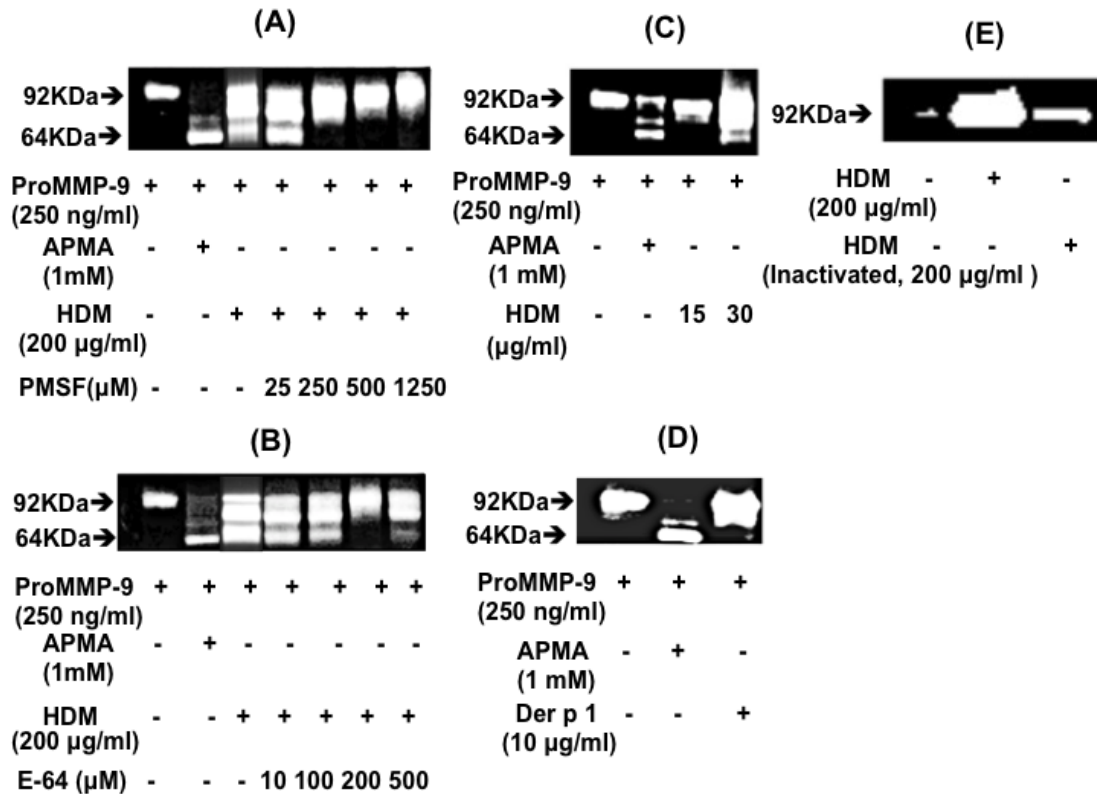 (A)
92KDa→
64KDa→
ProMMP-9 + + + + + + +
(250 ng/ml)
APMA - + - - - - -
(1mM)
HDM - - + + + + +
(200 µg/ml)
PMSF(µM) - - - 25 250 500 1250
(B)
92KDa→
64KDa→
ProMMP-9 + + + + + + +
(250 ng/ml)
APMA - + - - - - -
(1mM)
HDM - - + + + + +
(200 µg/ml)
E-64 (µM) - - - 10 100 200 500
(C)
92KDa→
64KDa→
ProMMP-9 + + + +
(250 ng/ml)
APMA - + - -
(1 mM)
HDM - - 15 30
(µg/ml)
(D)
92KDa→
64KDa→
ProMMP-9 + + +
(250 ng/ml)
APMA - + -
(1 mM)
Der p 1 - - +
(10 µg/ml)
(E)
92KDa→
HDM - + -
(200 µg/ml)
HDM - - +
(Inactivated, 200 µg/ml )